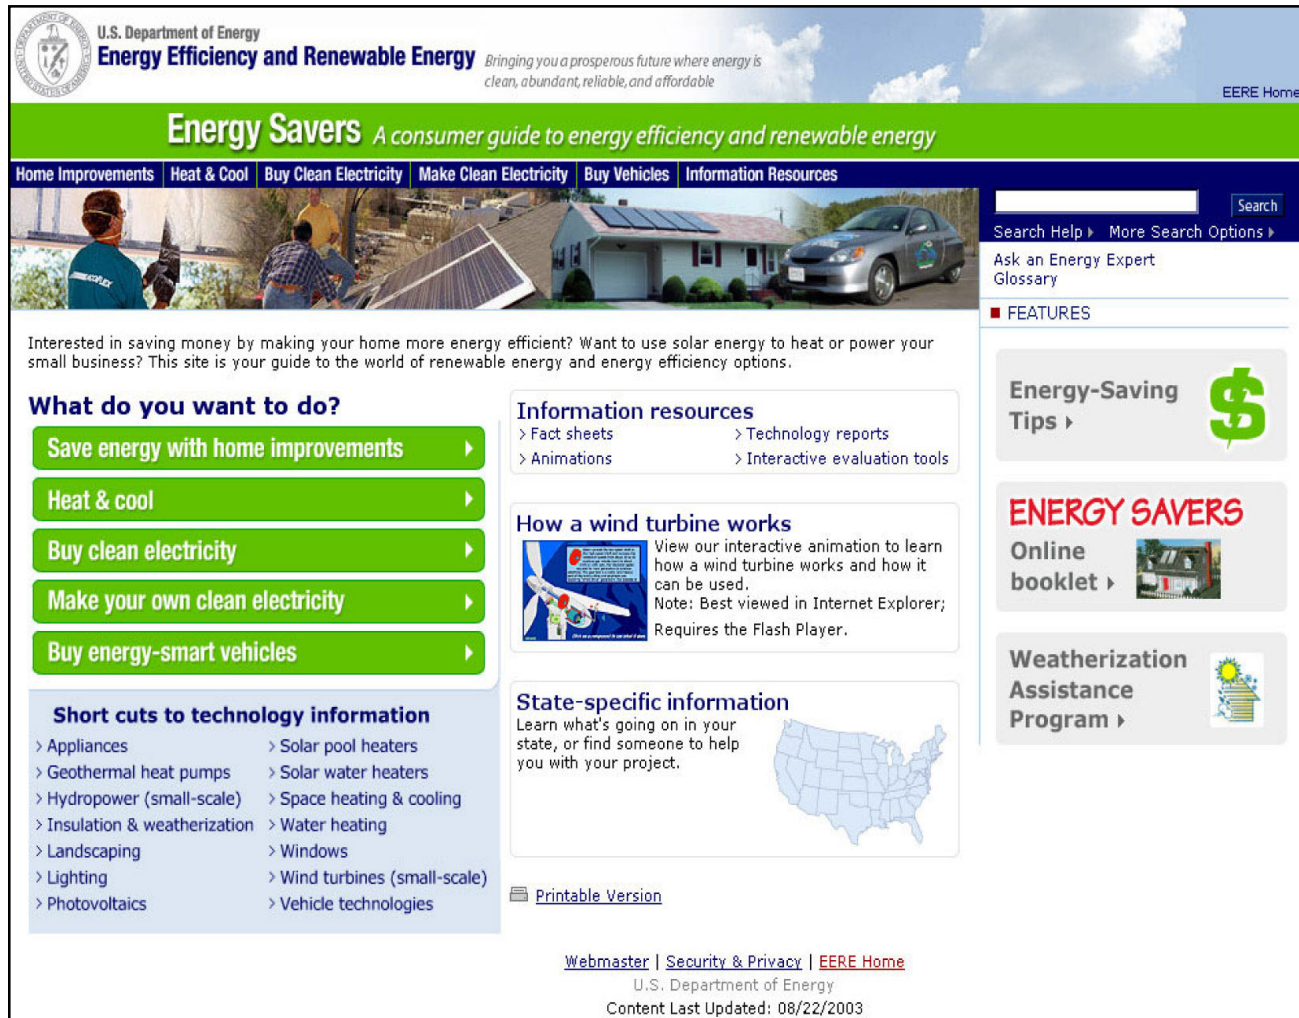 U.S. Department of Energy
Energy Efficiency and Renewable Energy
Bringing you a prosperous future where energy is
clean, abundant, reliable, and affordable
EERE Home
Energy Savers A consumer guide to energy efficiency and renewable energy
Home Improvements Heat & Cool Buy Clean Electricity Make Clean Electricity Buy Vehicles Information Resources
Search
Search Help More Search Options
Ask an Energy Expert
Glossary
FEATURES
Interested in saving money by making your home more energy efficient? Want to use solar energy to heat or power your
small business? This site is your guide to the world of renewable energy and energy efficiency options.
What do you want to do?
Save energy with home improvements
Heat & cool
Buy clean electricity
Make your own clean electricity
Buy energy-smart vehicles
Short cuts to technology information
> Appliances
> Geothermal heat pumps
> Hydropower (small-scale)
> Insulation & weatherization
> Landscaping
> Lighting
> Photovoltaics
> Solar pool heaters
> Solar water heaters
> Space heating & cooling
> Water heating
> Windows
> Wind turbines (small-scale)
> Vehicle technologies
Information resources
> Fact sheets
> Technology reports
> Animations
> Interactive evaluation tools
How a wind turbine works
View our interactive animation to learn
how a wind turbine works and how it
can be used.
Note: Best viewed in Internet Explorer;
Requires the Flash Player.
State-specific information
Learn what's going on in your
state, or find someone to help
you with your project.
Printable Version
Energy-Saving
Tips
$
ENERGY SAVERS
Online
booklet
Weatherization
Assistance
Program
Webmaster | Security & Privacy | EERE Home
U.S. Department of Energy
Content Last Updated: 08/22/2003